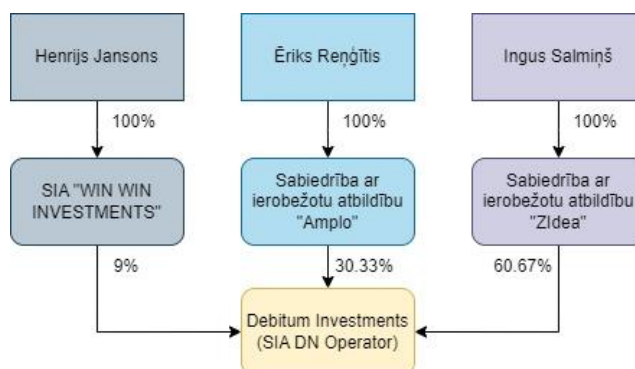 Henrijs Jansons
Ēriks Reņģītis
Ingus Salmiņš
100%
100%
100%
SIA "WIN WIN
INVESTMENTS"
Sabiedrība ar
ierobežotu atbildību
"Amplo"
Sabiedrība ar
ierobežotu atbildību
"ZIdea"
9%
30.33%
60.67%
Debitum Investments
(SIA DN Operator)